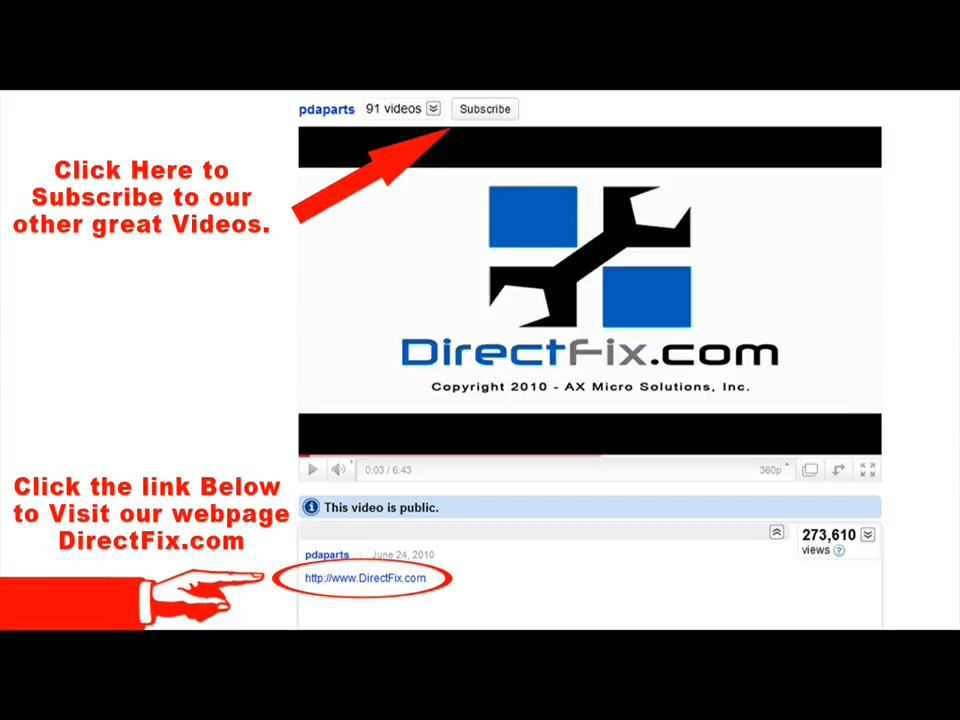 pdaparts 91 videos Subscribe
Click Here to
Subscribe to our
other great Videos.
DirectFix.com
Copyright 2010 - AX Micro Solutions, Inc.
0:03 / 6:43 360p
Click the link Below
to Visit our webpage
DirectFix.com
This video is public.
273,610
views ?
pdaparts June 24, 2010
http://www.DirectFix.com